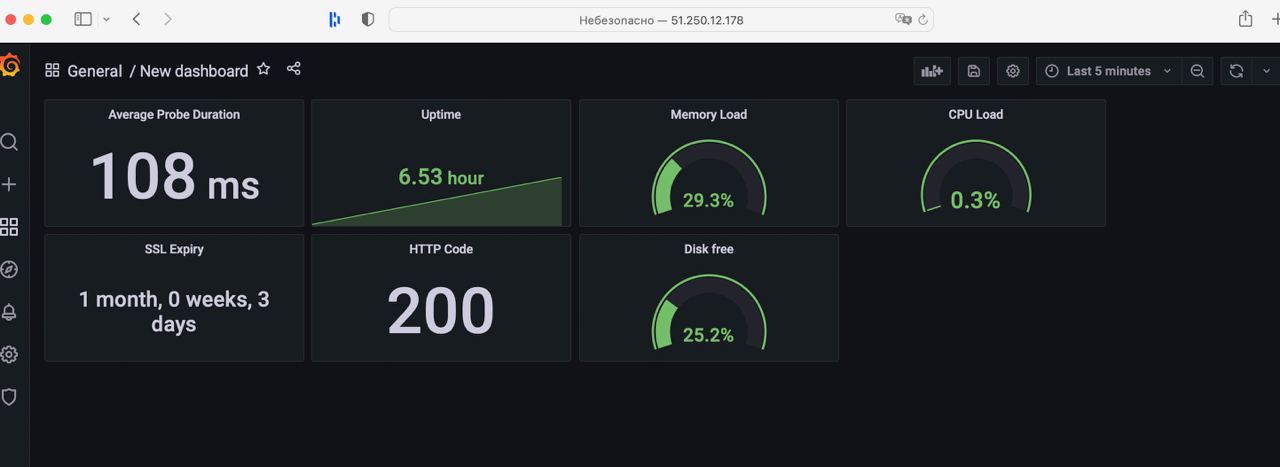 Небезопасно — 51.250.12.178
General / New dashboard
Last 5 minutes
Average Probe Duration
108 ms
Uptime
6.53 hour
Memory Load
29.3%
CPU Load
0.3%
SSL Expiry
1 month, 0 weeks, 3
days
HTTP Code
200
Disk free
25.2%